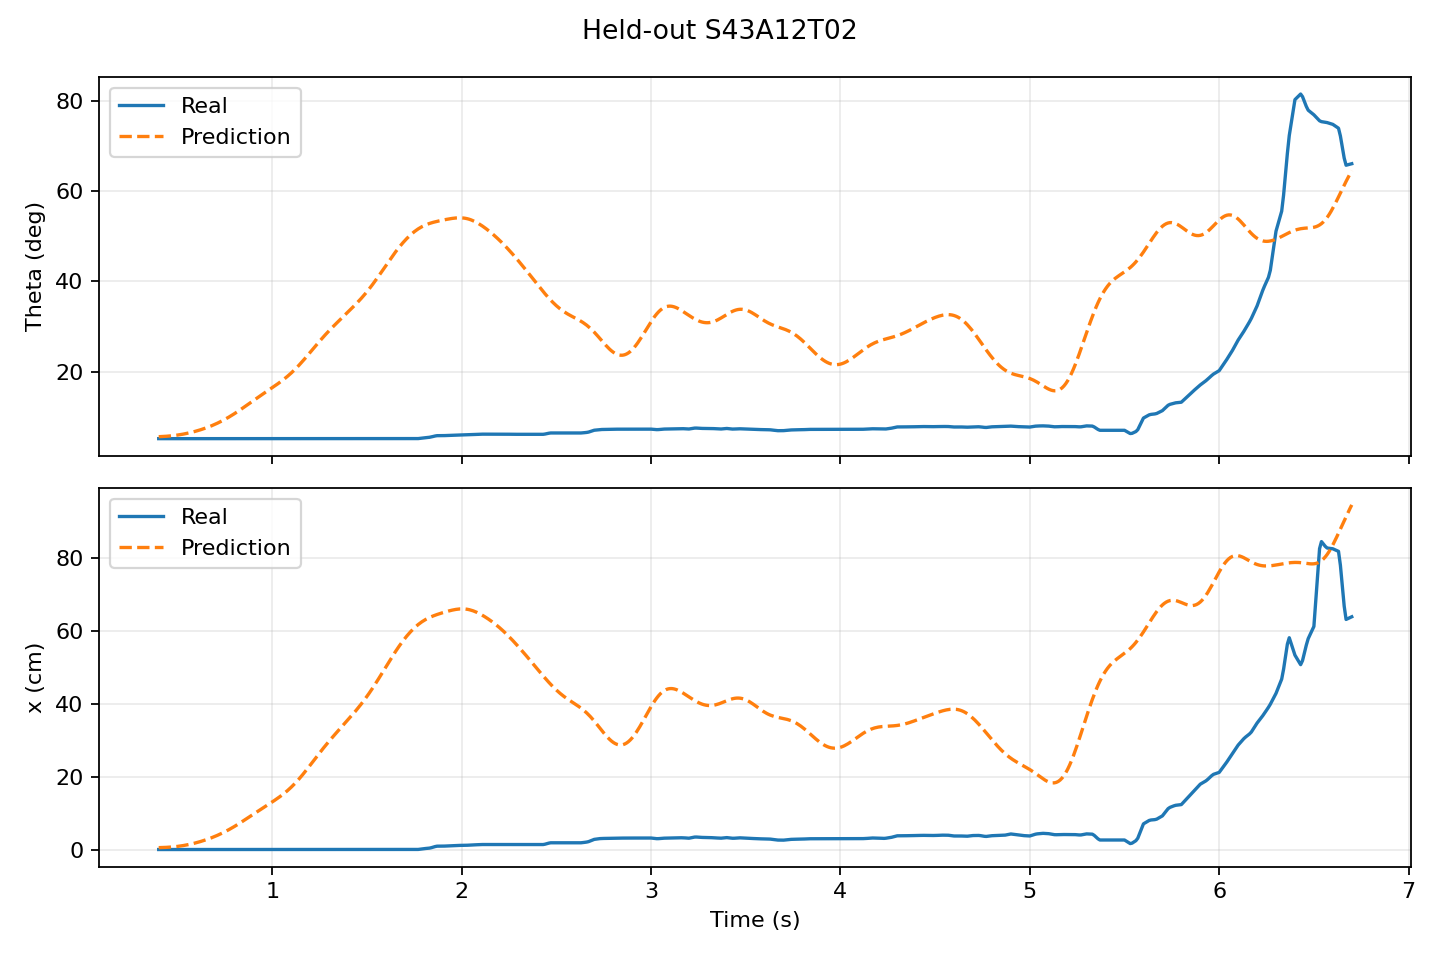 Held-out S43A12T02
Real
Prediction
Theta (deg)
80
60
40
20
Real
Prediction
x (cm)
80
60
40
20
0
1 2 3 4 5 6 7
Time (s)